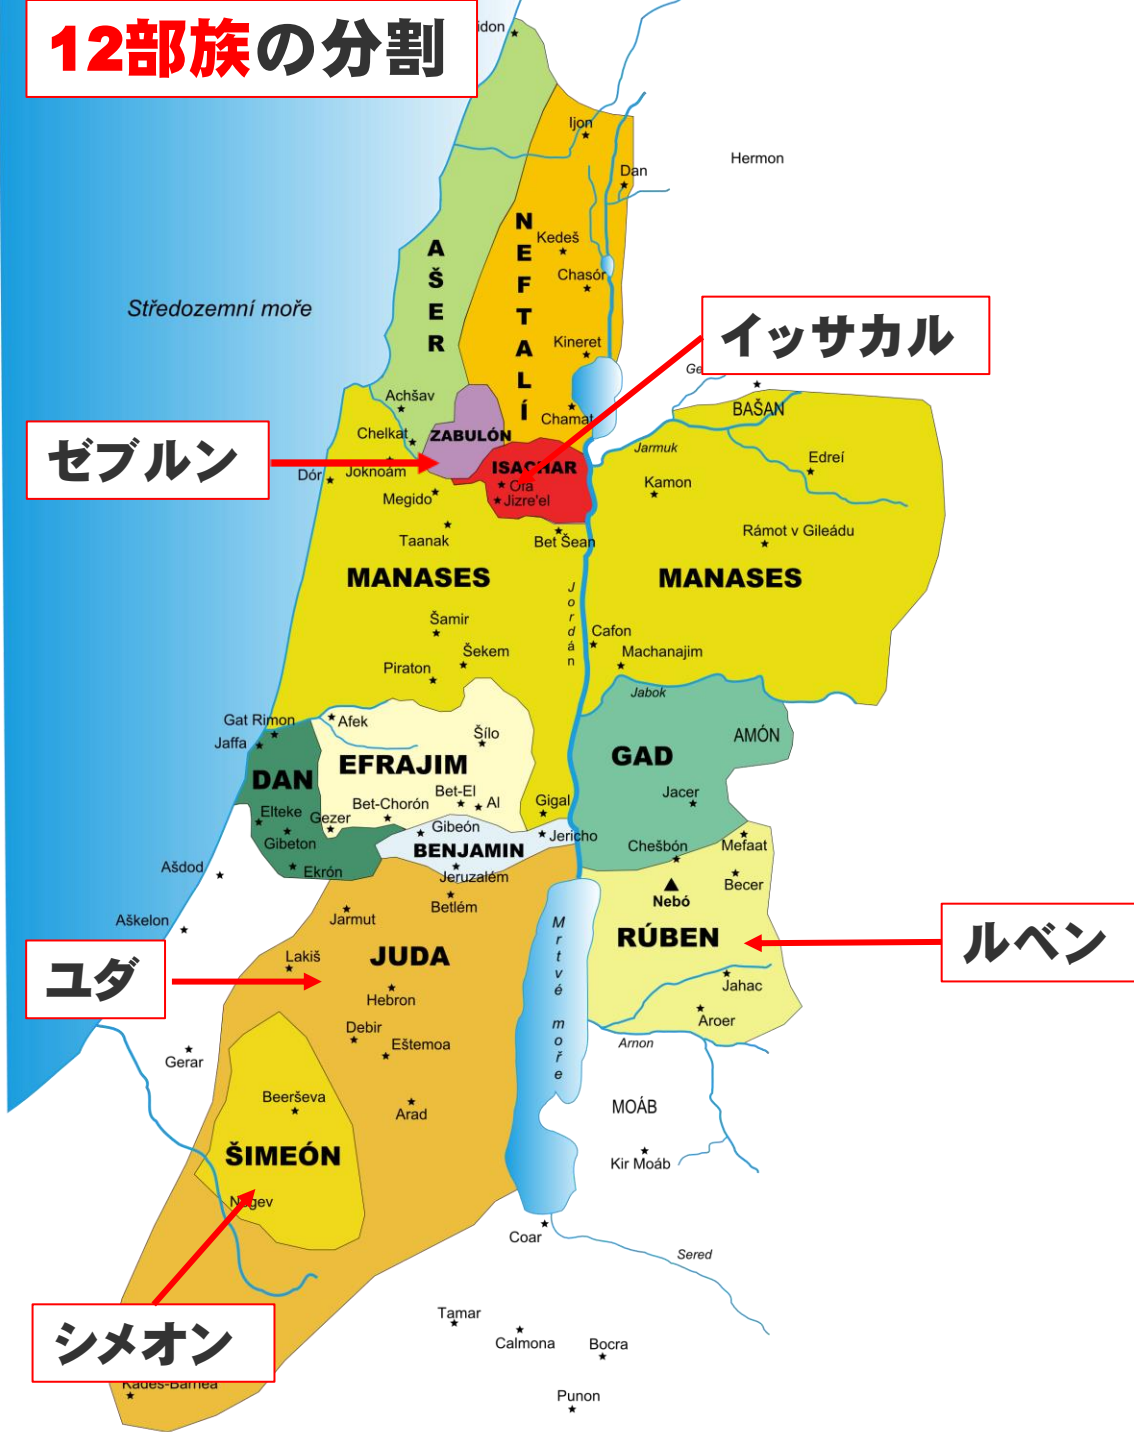 12部族の分割
idon
Ijon
Dan
Hermon
NEFTALÍ
Kedeš
AŠER
Chasór
Středozemní moře
イッサカル
Kineret
Ge
Achšav
BAŠAN
Chamat
Chelkat
ZABULÓN
ゼブルン
Jarmuk
Edreí
ISACHAR
Dór
Joknoám
Ofra
Kamon
Megido
Jizre'el
Rámot v Gileádu
Taanak
Bet Šean
MANASES
MANASES
Jordán
Šamir
Cafon
Šekem
Machanajim
Piraton
Jabok
Gat Rimon
Afek
Jaffa
Šíló
AMÓN
GAD
EFRAJIM
DAN
Bet-El
Jacer
Bet-Chorón
Al
Gigal
Elteke
Gezer
Gibeón
Jericho
Gibeton
BENJAMIN
Chešbón
Mefaat
Ašdod
Ekrón
Jeruzalém
Becer
Nebó
Betlém
Jarmut
Aškelon
Mrtvé moře
RÚBEN
ルベン
Lakiš
JUDA
ユダ
Jahac
Hebron
Aroer
Debir
Eštemoa
Arnon
Gerar
Beerševa
Arad
MOÁB
ŠIMEÓN
Kir Moáb
Negev
Coar
Sered
シメオン
Tamar
Calmona
Bocra
Kadeš-Barnea
Punon